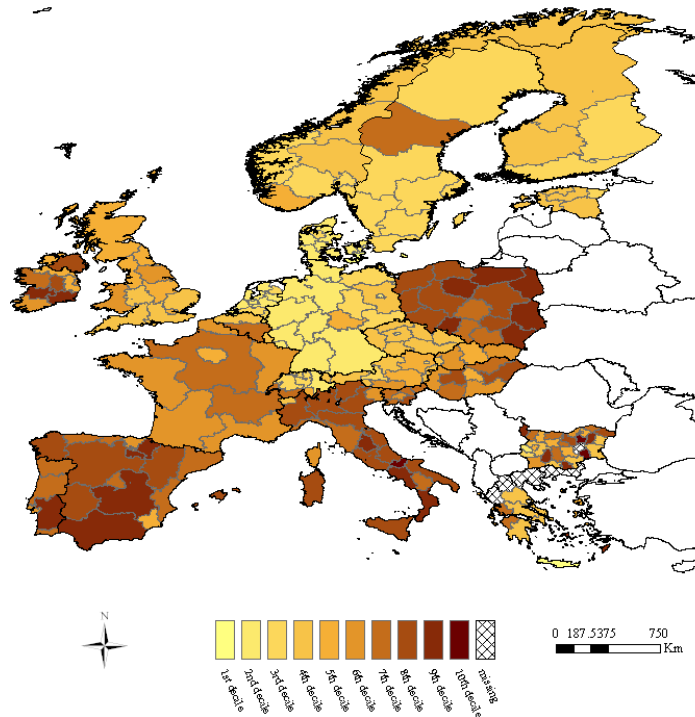 N
0 187.5375 750
Km
1st decile
2nd decile
3rd decile
4th decile
5th decile
6th decile
7th decile
8th decile
9th decile
10th decile
missing